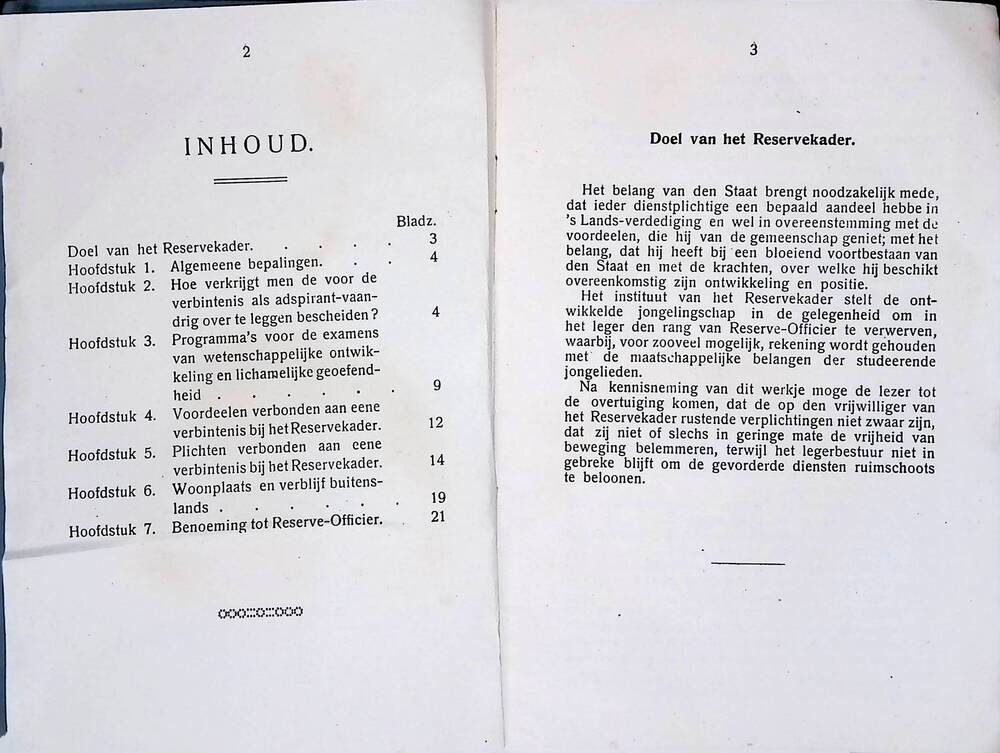 2
INHOUD.
Bladz.
Doel van het Reservekader. . . . . 3
Hoofdstuk 1. Algemeene bepalingen. . . 4
Hoofdstuk 2. Hoe verkrijgt men de voor de
verbintenis als adspirant-vaan-
drig over te leggen bescheiden? 4
Hoofdstuk 3. Programma's voor de examens
van wetenschappelijke ontwik-
keling en lichamelijke geoefend-
heid . . . . . . 9
Hoofdstuk 4. Voordeelen verbonden aan eene
verbintenis bij het Reservekader. 12
Hoofdstuk 5. Plichten verbonden aan eene
verbintenis bij het Reservekader. 14
Hoofdstuk 6. Woonplaats en verblijf buitens-
lands . . . . . . 19
Hoofdstuk 7. Benoeming tot Reserve-Officier. . 21
3
Doel van het Reservekader.
Het belang van den Staat brengt noodzakelijk mede,
dat ieder dienstplichtige een bepaald aandeel hebbe in
's Lands-verdediging en wel in overeenstemming met de
voordeelen, die hij van de gemeenschap geniet; met het
belang, dat hij heeft bij een bloeiend voortbestaan van
den Staat en met de krachten, over welke hij beschikt
overeenkomstig zijn ontwikkeling en positie.
Het instituut van het Reservekader stelt de ont-
wikkelde jongelingschap in de gelegenheid om in
het leger den rang van Reserve-Officier te verwerven,
waarbij, voor zooveel mogelijk, rekening wordt gehouden
met de maatschappelijke belangen der studeerende
jongelieden.
Na kennisneming van dit werkje moge de lezer tot
de overtuiging komen, dat de op den vrijwilliger van
het Reservekader rustende verplichtingen niet zwaar zijn,
dat zij niet of slechs in geringe mate de vrijheid van
beweging belemmeren, terwijl het legerbestuur niet in
gebreke blijft om de gevorderde diensten ruimschoots
te beloonen.